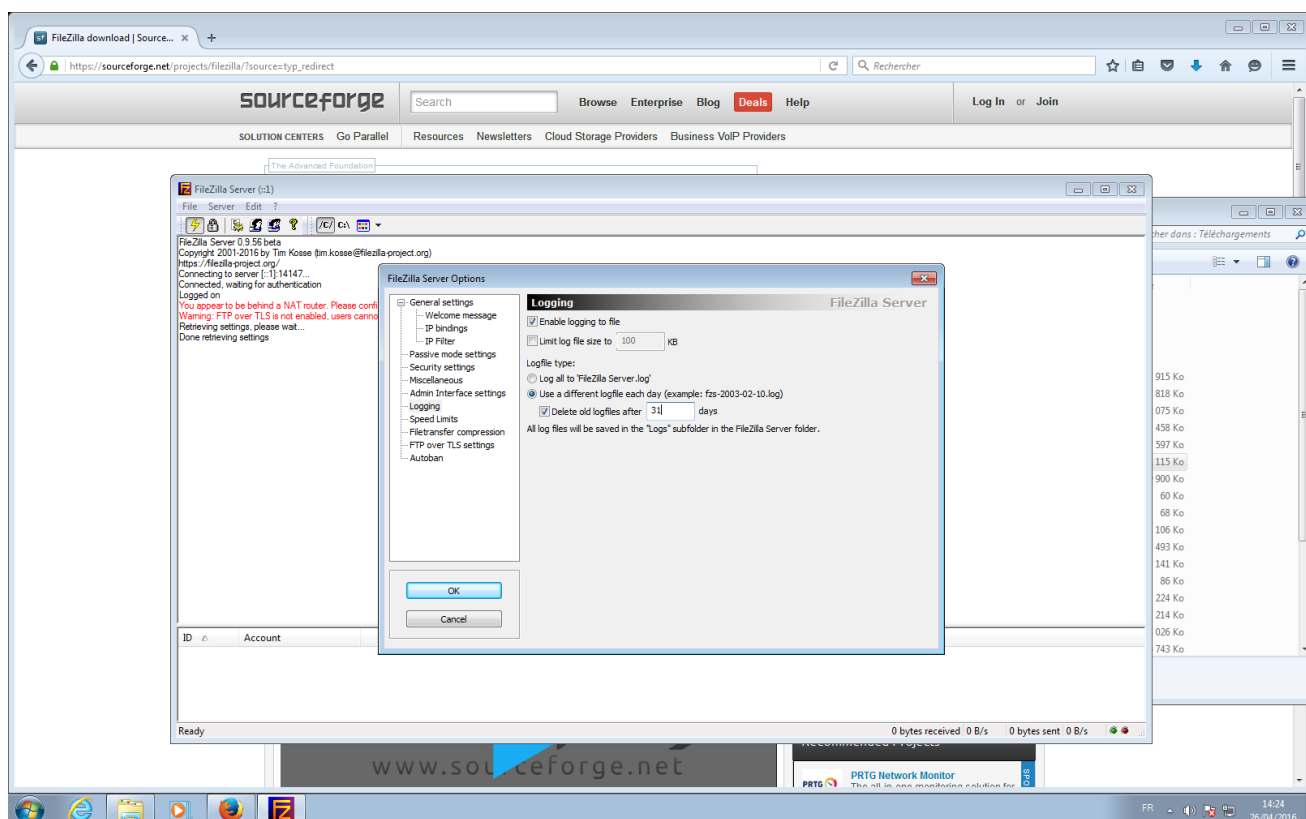 FileZilla download | Source...
https://sourceforge.net/projects/filezilla/?source=typ_redirect
Rechercher
sourceforge
Search
Browse Enterprise Blog Deals Help
Log In or Join
SOLUTION CENTERS Go Parallel Resources Newsletters Cloud Storage Providers Business VoIP Providers
The Advanced Foundation
FileZilla Server (::1)
File Server Edit ?
/C/ C:\
FileZilla Server 0.9.56 beta
Copyright 2001-2016 by Tim Kosse (tim.kosse@filezilla-project.org)
https://filezilla-project.org/
Connecting to server [::1]:14147...
Connected, waiting for authentication
Logged on
You appear to be behind a NAT router. Please confi
Warning: FTP over TLS is not enabled, users canno
Retrieving settings, please wait...
Done retrieving settings
FileZilla Server Options
General settings
Welcome message
IP bindings
IP Filter
Passive mode settings
Security settings
Miscellaneous
Admin Interface settings
Logging
Speed Limits
Filetransfer compression
FTP over TLS settings
Autoban
OK
Cancel
Logging
FileZilla Server
Enable logging to file
Limit log file size to 100 KB
Logfile type:
Log all to 'FileZilla Server.log'
Use a different logfile each day (example: fzs-2003-02-10.log)
Delete old logfiles after 31 days
All log files will be saved in the "Logs" subfolder in the FileZilla Server folder.
cher dans : Téléchargements
915 Ko
818 Ko
075 Ko
458 Ko
597 Ko
115 Ko
900 Ko
60 Ko
68 Ko
106 Ko
493 Ko
141 Ko
86 Ko
224 Ko
214 Ko
026 Ko
743 Ko
ID Account
Ready
0 bytes received 0 B/s 0 bytes sent 0 B/s
Recommended Projects
www.sourceforge.net
PRTG
PRTG Network Monitor
The all-in-one monitoring solution for
SPO
FR
14:24
26/04/2016